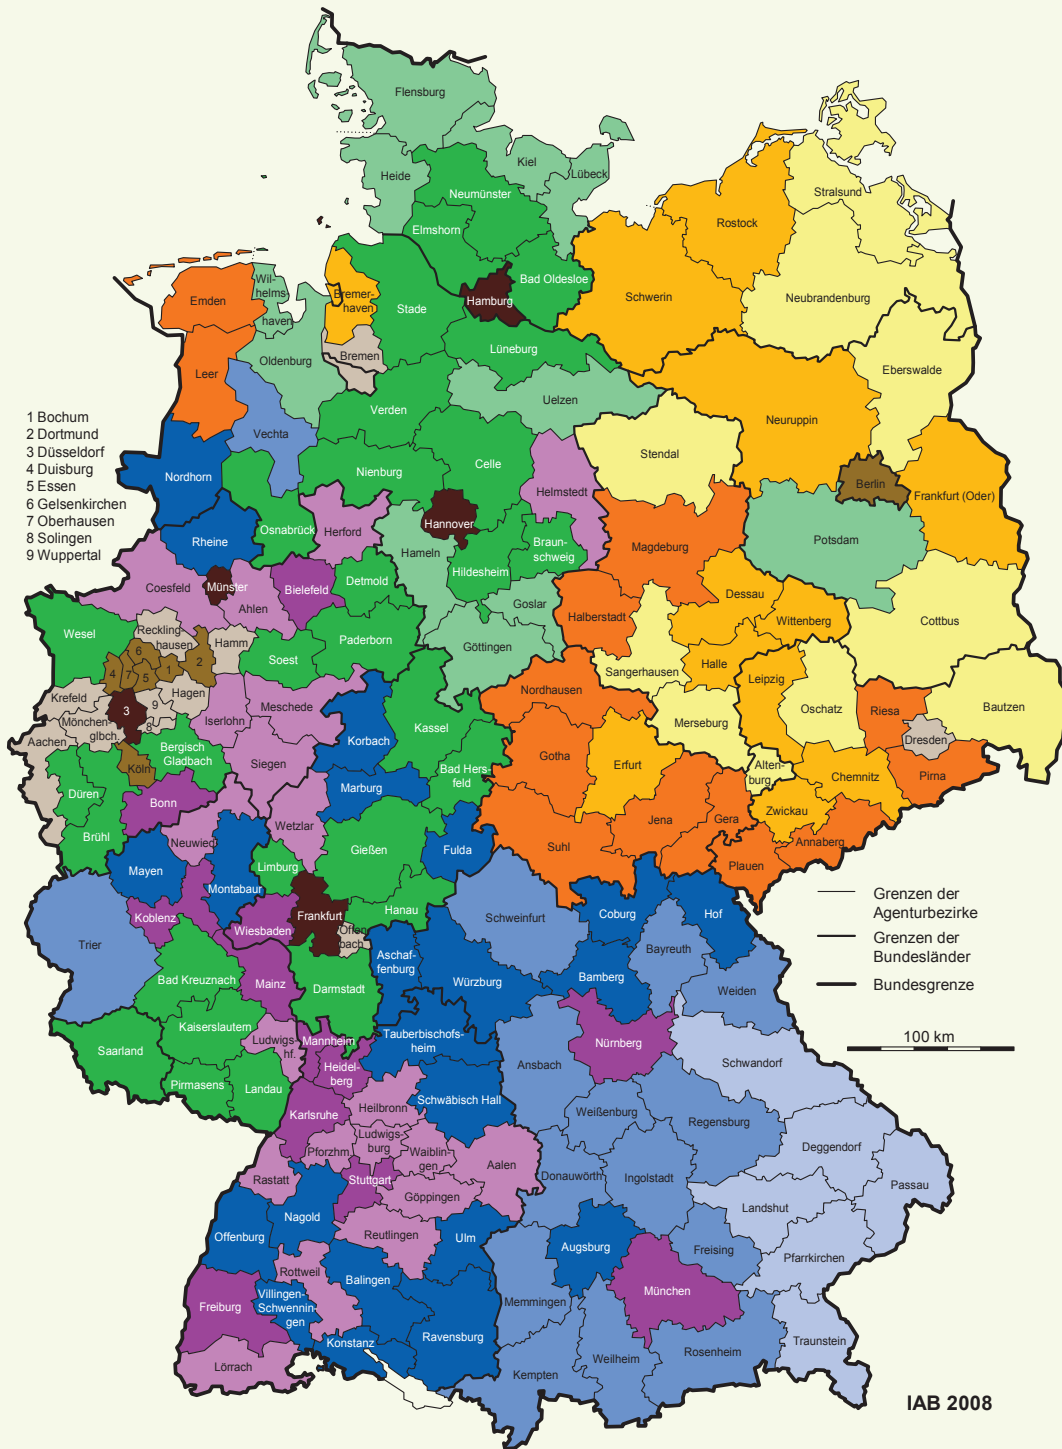 Flensburg
Kiel
Lübeck
Heide
Neumünster
Stralsund
Rostock
Elmshorn
Bad Oldesloe
Wil-
helms-
haven
Emden
Bremer-
haven
Hamburg
Schwerin
Neubrandenburg
Stade
Lüneburg
Oldenburg
Bremen
Leer
Eberswalde
Uelzen
Verden
Neuruppin
1 Bochum
2 Dortmund
3 Düsseldorf
4 Duisburg
5 Essen
6 Gelsenkirchen
7 Oberhausen
8 Solingen
9 Wuppertal
Vechta
Stendal
Nordhorn
Nienburg
Celle
Helmstedt
Berlin
Frankfurt (Oder)
Osnabrück
Herford
Hannover
Rheine
Braun-
schweig
Magdeburg
Potsdam
Hameln
Hildesheim
Coesfeld
Münster
Bielefeld
Detmold
Ahlen
Goslar
Halberstadt
Dessau
Wittenberg
Cottbus
Wesel
Reckling-
hausen
Hamm
Paderborn
Soest
Göttingen
6
4
7
5
1
2
Sangerhausen
Halle
Leipzig
Krefeld
Hagen
3
9
8
Mönchen-
glbch.
Iserlohn
Meschede
Nordhausen
Merseburg
Oschatz
Riesa
Bautzen
Aachen
Bergisch
Gladbach
Korbach
Kassel
Dresden
Köln
Siegen
Bad Hers-
feld
Gotha
Erfurt
Alten-
burg
Chemnitz
Pirna
Düren
Bonn
Marburg
Zwickau
Brühl
Wetzlar
Jena
Gera
Annaberg
Neuwied
Gießen
Fulda
Suhl
Plauen
Mayen
Montabaur
Limburg
Koblenz
Wiesbaden
Frankfurt
Hanau
Offen-
bach
Schweinfurt
Coburg
Hof
Grenzen der
Agenturbezirke
Grenzen der
Bundesländer
Bundesgrenze
Trier
Bayreuth
Aschaf-
fenburg
Würzburg
Bamberg
Weiden
Bad Kreuznach
Mainz
Darmstadt
100 km
Kaiserslautern
Ludwigs-
hf.
Mannheim
Tauberbischofs-
heim
Nürnberg
Saarland
Heidel-
berg
Ansbach
Schwandorf
Pirmasens
Landau
Schwäbisch Hall
Karlsruhe
Heilbronn
Weißenburg
Regensburg
Pforzhm.
Ludwigs-
burg
Waiblin-
gen
Aalen
Deggendorf
Rastatt
Stuttgart
Göppingen
Donauwörth
Ingolstadt
Passau
Nagold
Landshut
Offenburg
Reutlingen
Ulm
Augsburg
Freising
Pfarrkirchen
Rottweil
Balingen
Villingen-
Schwennin-
gen
Freiburg
München
Memmingen
Konstanz
Ravensburg
Traunstein
Lörrach
Kempten
Weilheim
Rosenheim
IAB 2008